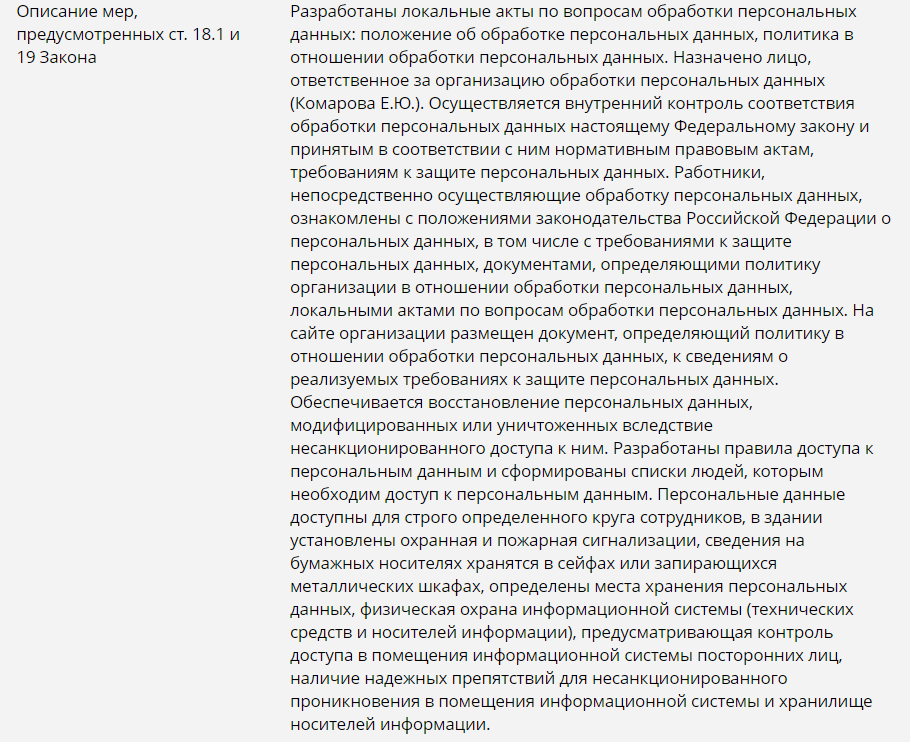 Описание мер,
предусмотренных ст. 18.1 и
19 Закона
Разработаны локальные акты по вопросам обработки персональных
данных: положение об обработке персональных данных, политика в
отношении обработки персональных данных. Назначено лицо,
ответственное за организацию обработки персональных данных
(Комарова Е.Ю.). Осуществляется внутренний контроль соответствия
обработки персональных данных настоящему Федеральному закону и
принятым в соответствии с ним нормативным правовым актам,
требованиям к защите персональных данных. Работники,
непосредственно осуществляющие обработку персональных данных,
ознакомлены с положениями законодательства Российской Федерации о
персональных данных, в том числе с требованиями к защите
персональных данных, документами, определяющими политику
организации в отношении обработки персональных данных,
локальными актами по вопросам обработки персональных данных. На
сайте организации размещен документ, определяющий политику в
отношении обработки персональных данных, к сведениям о
реализуемых требованиях к защите персональных данных.
Обеспечивается восстановление персональных данных,
модифицированных или уничтоженных вследствие
несанкционированного доступа к ним. Разработаны правила доступа к
персональным данным и сформированы списки людей, которым
необходим доступ к персональным данным. Персональные данные
доступны для строго определенного круга сотрудников, в здании
установлены охранная и пожарная сигнализации, сведения на
бумажных носителях хранятся в сейфах или запирающихся
металлических шкафах, определены места хранения персональных
данных, физическая охрана информационной системы (технических
средств и носителей информации), предусматривающая контроль
доступа в помещения информационной системы посторонних лиц,
наличие надежных препятствий для несанкционированного
проникновения в помещения информационной системы и хранилище
носителей информации.